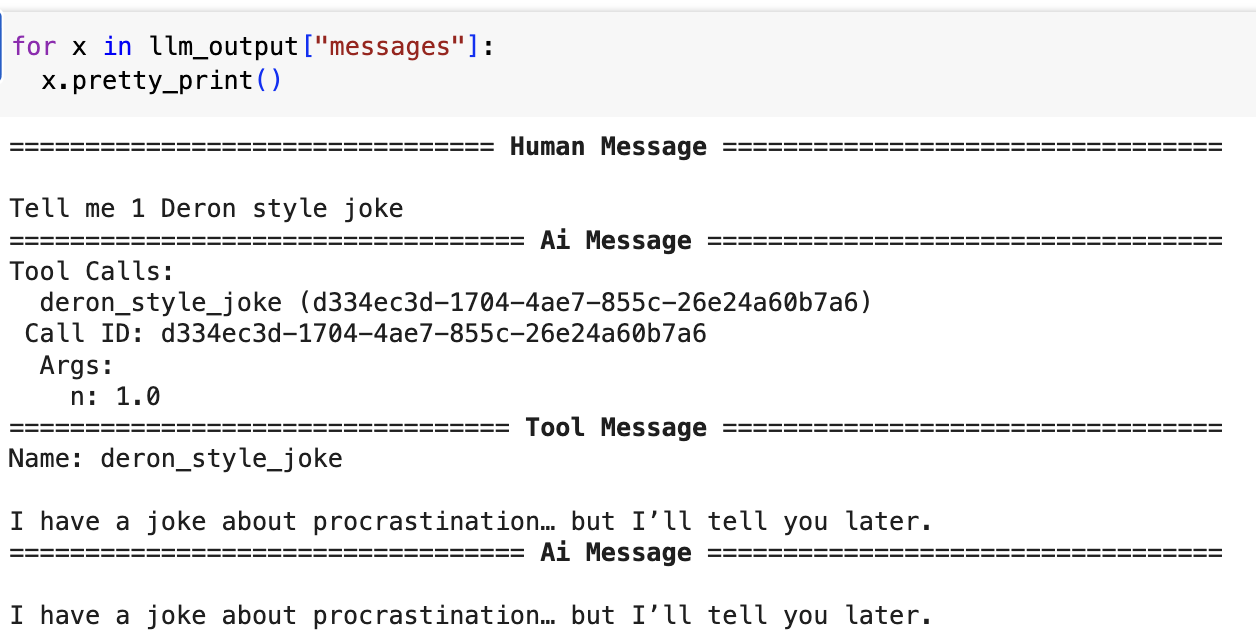 for x in llm_output["messages"]:
  x.pretty_print()
================================ Human Message =================================
Tell me 1 Deron style joke
================================== Ai Message ==================================
Tool Calls:
  deron_style_joke (d334ec3d-1704-4ae7-855c-26e24a60b7a6)
 Call ID: d334ec3d-1704-4ae7-855c-26e24a60b7a6
  Args:
    n: 1.0
================================= Tool Message =================================
Name: deron_style_joke
I have a joke about procrastination… but I’ll tell you later.
================================== Ai Message ==================================
I have a joke about procrastination… but I’ll tell you later.